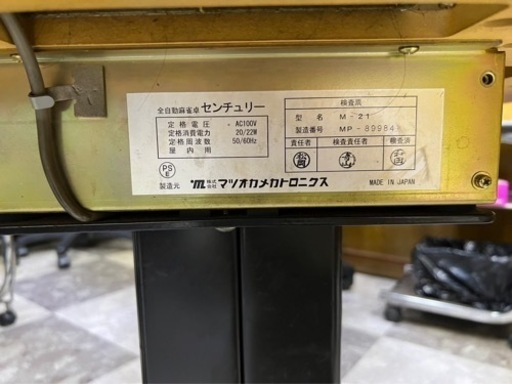 全自動麻雀卓 センチュリー
定格電圧 AC100V
定格消費電力 20/22W
定格周波数 50/60Hz
屋内用
検査票
型名 M-21
製造番号 MP-89984
責任者 検査責任者 検査済
PS E
製造元 株式会社 マツオカメカトロニクス
MADE IN JAPAN